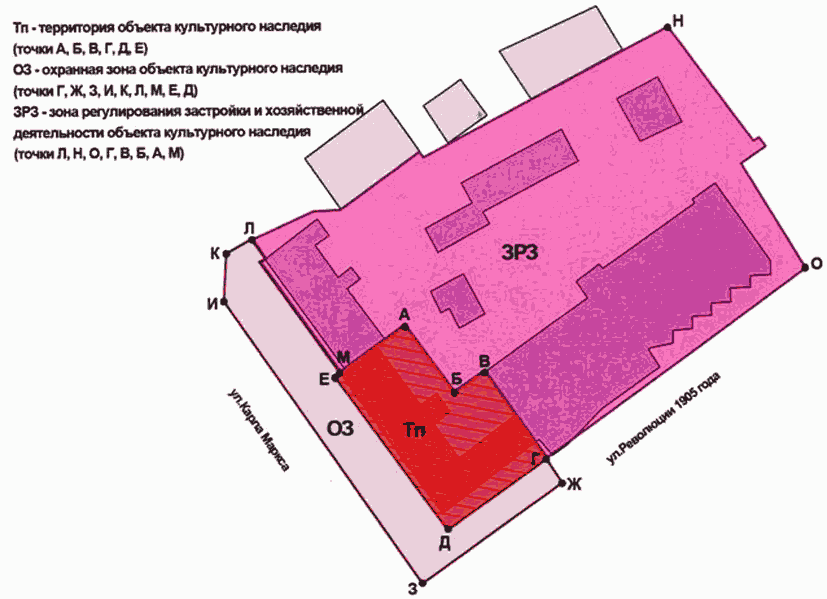 Тп - территория объекта культурного наследия
(точки А, Б, В, Г, Д, Е)
ОЗ - охранная зона объекта культурного наследия
(точки Г, Ж, З, И, К, Л, М, Е, Д)
ЗРЗ - зона регулирования застройки и хозяйственной
деятельности объекта культурного наследия
(точки Л, Н, О, Г, В, Б, А, М)
Н
Л
К
ЗРЗ
О
И
А
М
В
Е
Б
ул.Карла Маркса
ОЗ
Тп
ул.Революции 1905 года
Г
Ж
Д
З